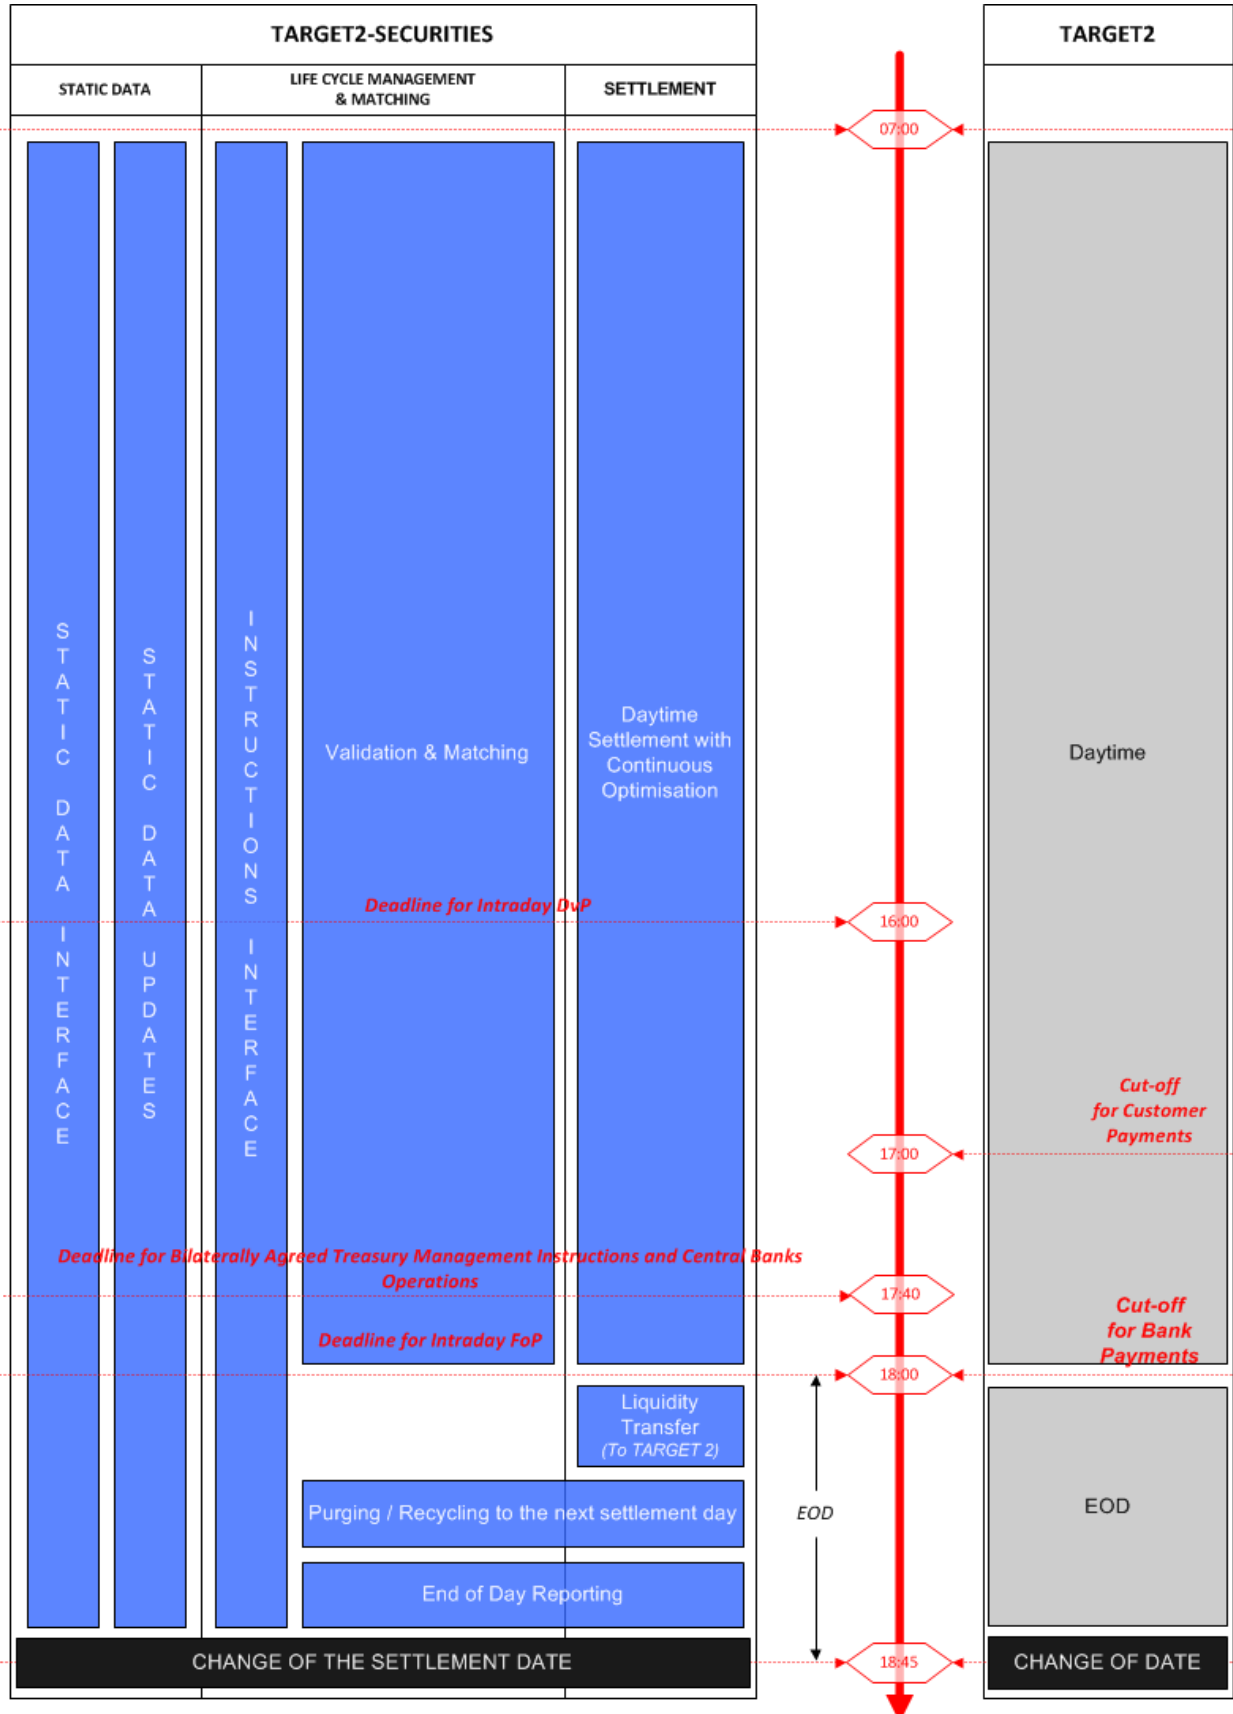 TARGET2-SECURITIES
TARGET2
STATIC DATA
LIFE CYCLE MANAGEMENT
& MATCHING
SETTLEMENT
07:00
STATIC DATA INTERFACE
STATIC DATA UPDATES
INSTRUCTIONS INTERFACE
Validation & Matching
Daytime
Settlement with
Continuous
Optimisation
Daytime
Deadline for Intraday DvP
16:00
Cut-off
for Customer
Payments
17:00
Deadline for Bilaterally Agreed Treasury Management Instructions and Central Banks
Operations
17:40
Cut-off
for Bank
Payments
Deadline for Intraday FoP
18:00
Liquidity
Transfer
(To TARGET 2)
Purging / Recycling to the next settlement day
EOD
EOD
End of Day Reporting
CHANGE OF THE SETTLEMENT DATE
18:45
CHANGE OF DATE